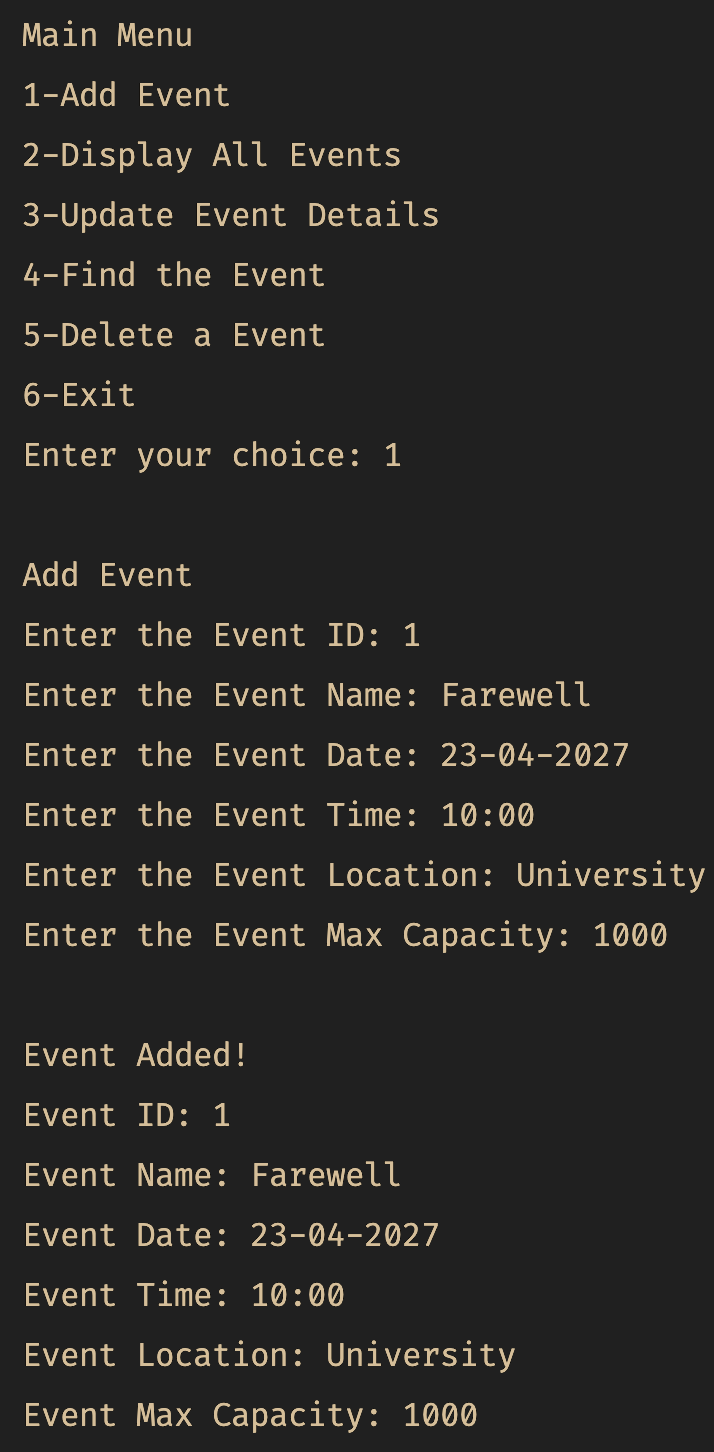 Main Menu
1-Add Event
2-Display All Events
3-Update Event Details
4-Find the Event
5-Delete a Event
6-Exit
Enter your choice: 1
Add Event
Enter the Event ID: 1
Enter the Event Name: Farewell
Enter the Event Date: 23-04-2027
Enter the Event Time: 10:00
Enter the Event Location: University
Enter the Event Max Capacity: 1000
Event Added!
Event ID: 1
Event Name: Farewell
Event Date: 23-04-2027
Event Time: 10:00
Event Location: University
Event Max Capacity: 1000